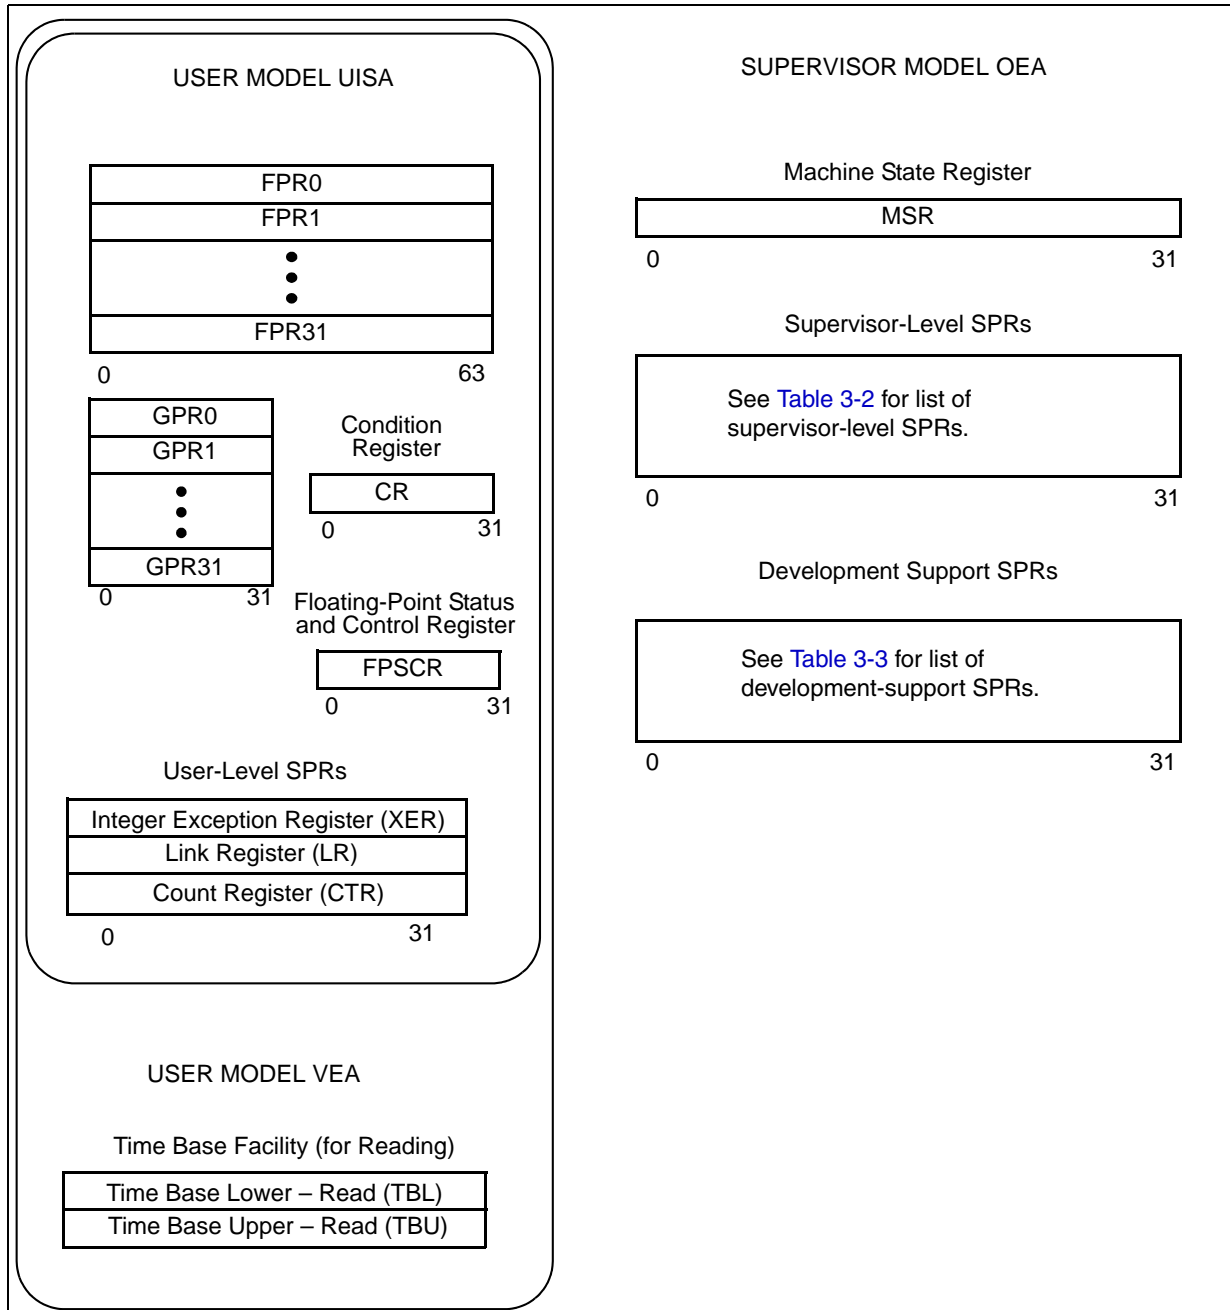 USER MODEL UISA
FPR0
FPR1
FPR31
0 63
GPR0
GPR1
GPR31
0 31
Condition
Register
CR
0 31
Floating-Point Status
and Control Register
FPSCR
0 31
User-Level SPRs
Integer Exception Register (XER)
Link Register (LR)
Count Register (CTR)
0 31
USER MODEL VEA
Time Base Facility (for Reading)
Time Base Lower – Read (TBL)
Time Base Upper – Read (TBU)
SUPERVISOR MODEL OEA
Machine State Register
MSR
0 31
Supervisor-Level SPRs
See Table 3-2 for list of
supervisor-level SPRs.
0 31
Development Support SPRs
See Table 3-3 for list of
development-support SPRs.
0 31